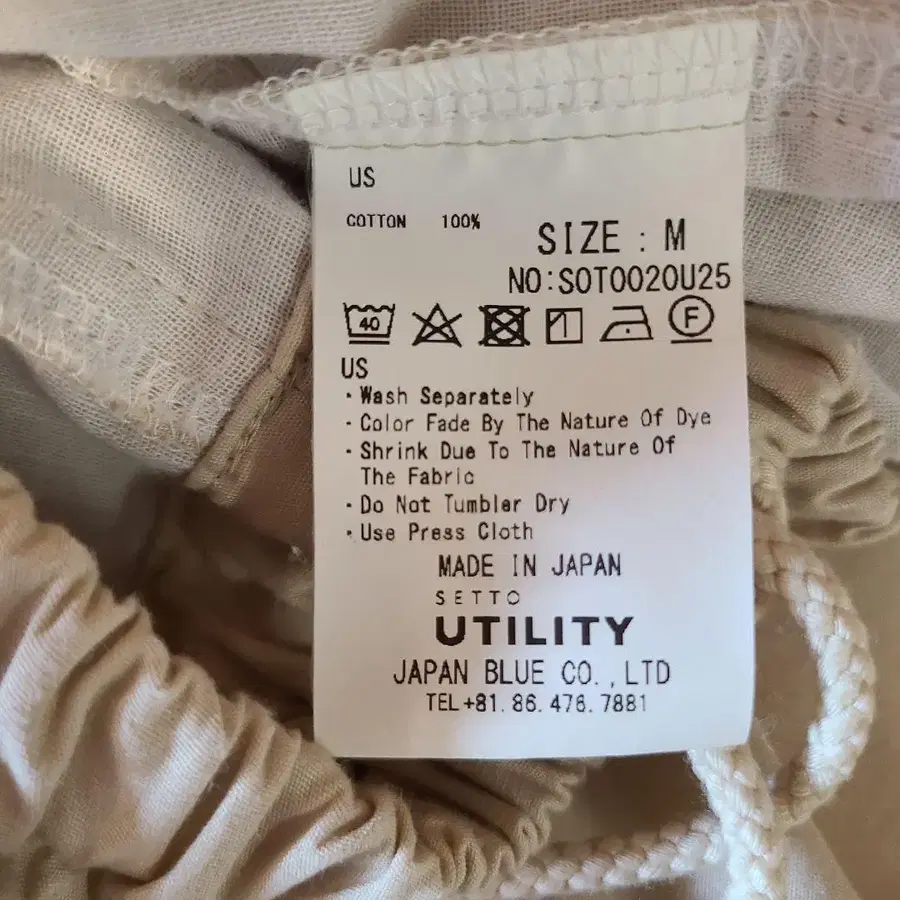 US
COTTON 100%
SIZE : M
NO:SOT0020U25
40 F
US
・Wash Separately
・Color Fade By The Nature Of Dye
・Shrink Due To The Nature Of
The Fabric
・Do Not Tumbler Dry
・Use Press Cloth
MADE IN JAPAN
SETTO
UTILITY
JAPAN BLUE CO.,LTD
TEL+81.86.476.7881